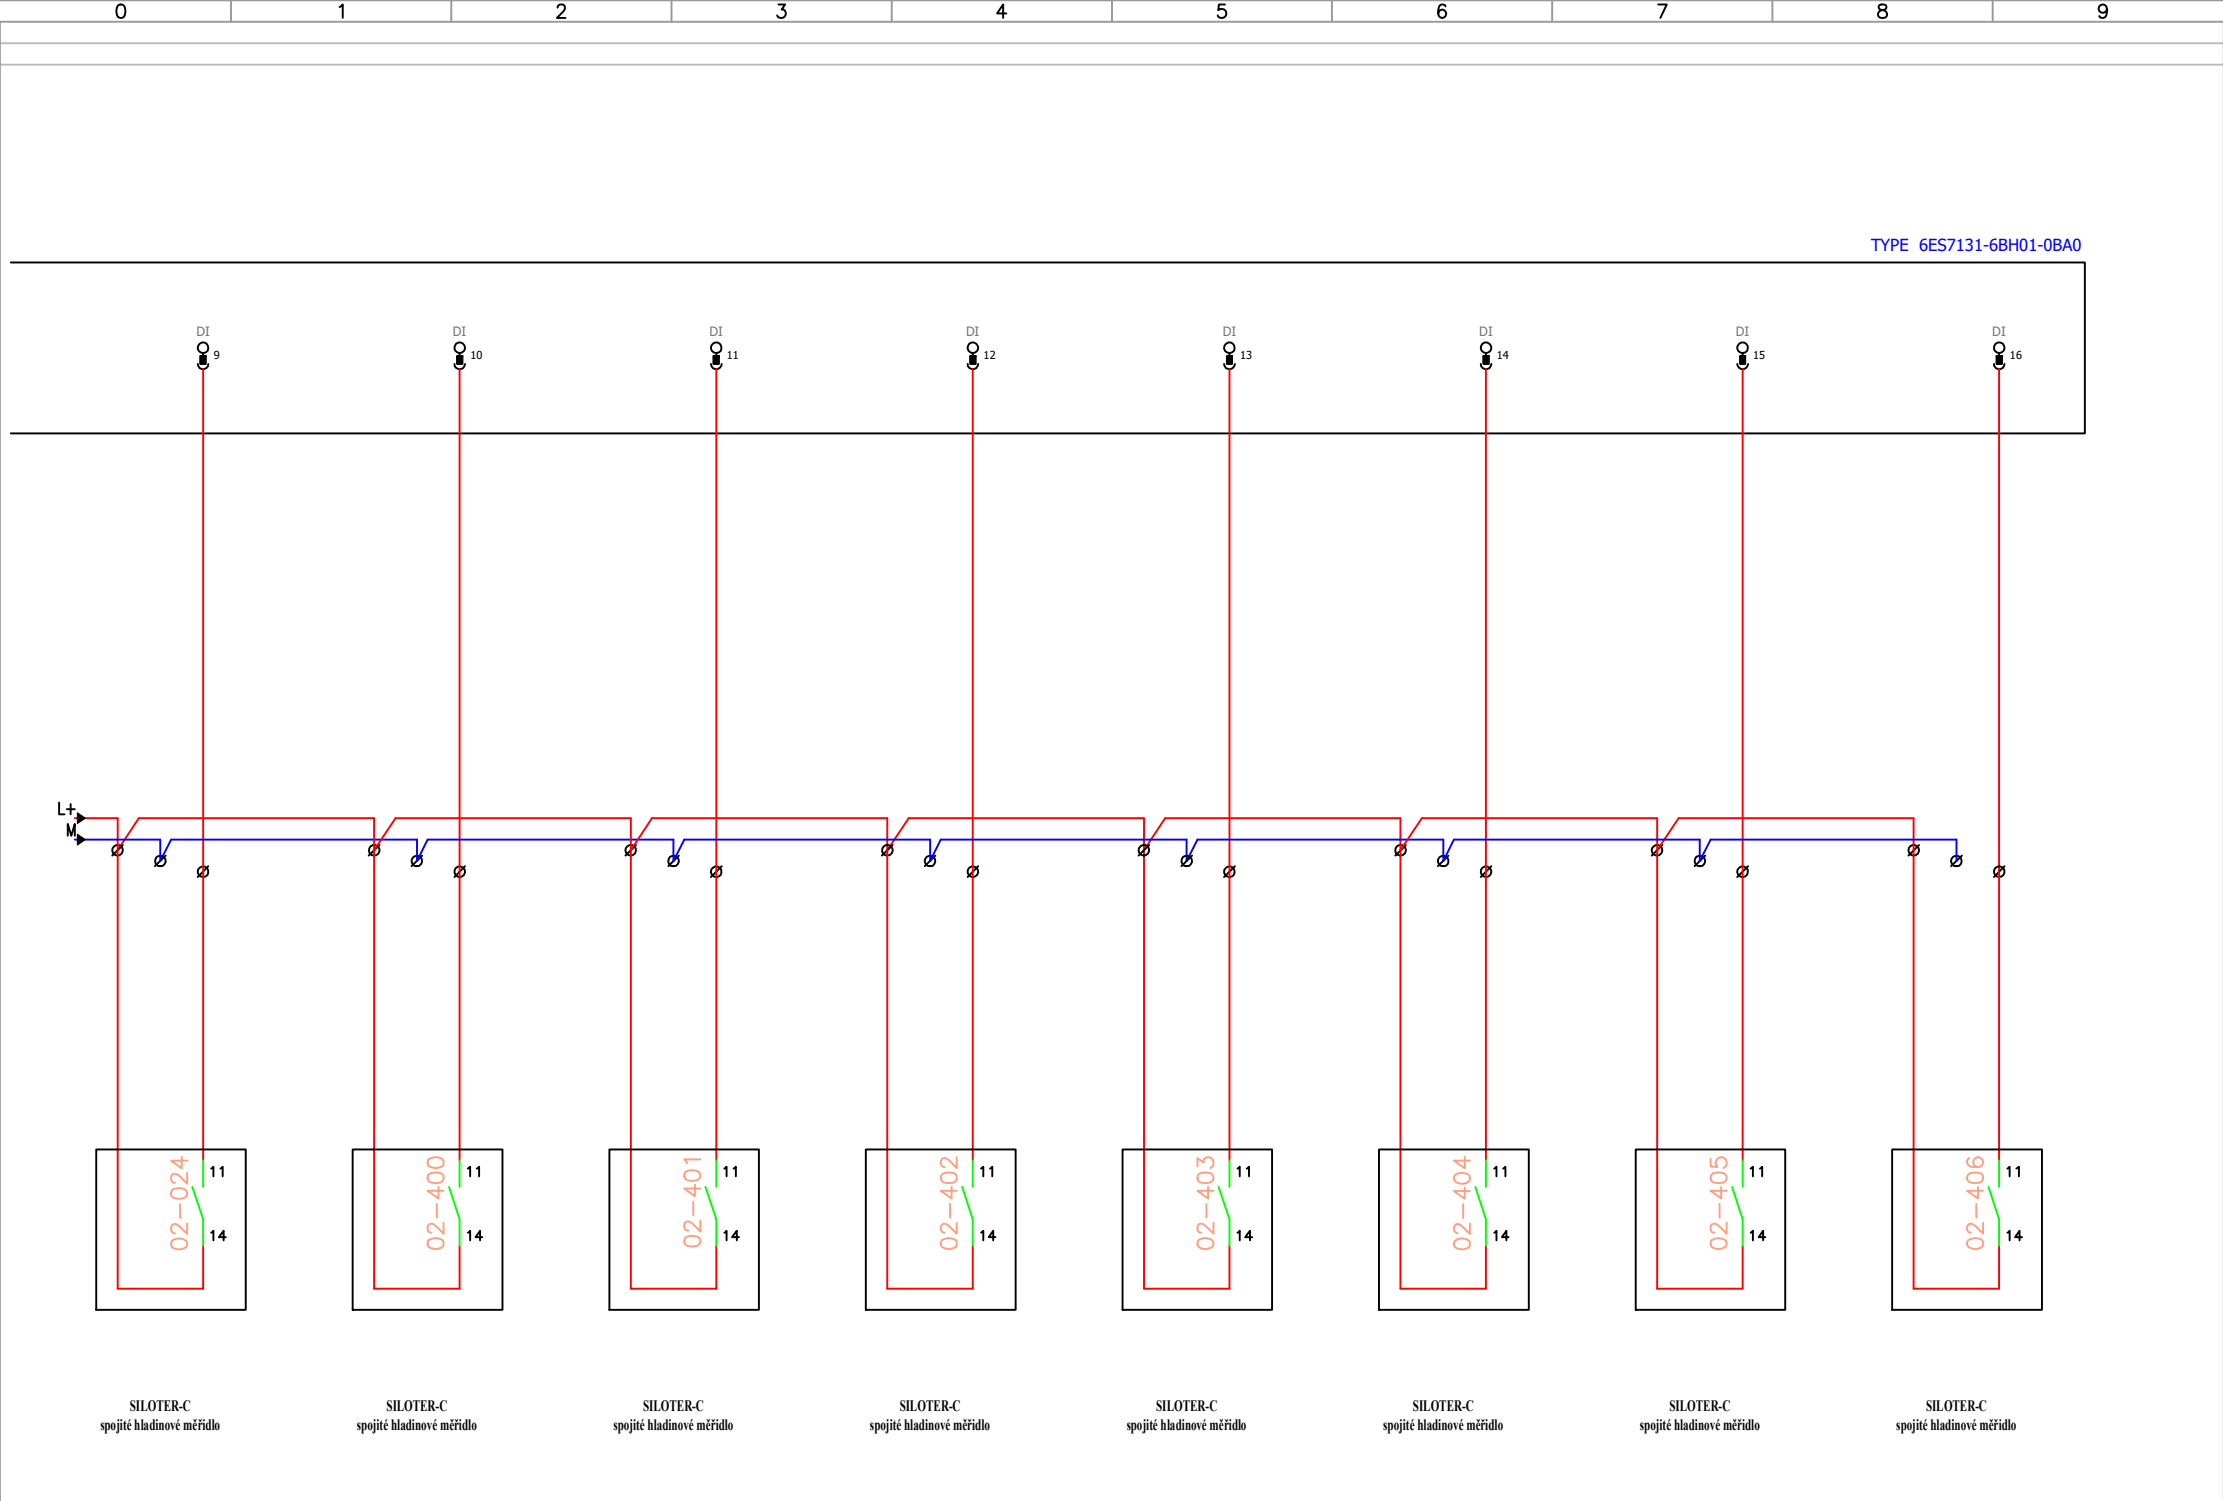 0 1 2 3 4 5 6 7 8 9
TYPE 6ES7131-6BH01-0BA0
DI DI DI DI DI DI DI DI
9 10 11 12 13 14 15 16
L+
M
02-024 11 14
02-400 11 14
02-401 11 14
02-402 11 14
02-403 11 14
02-404 11 14
02-405 11 14
02-406 11 14
SILOTER-C
spojité hladinové měřidlo
SILOTER-C
spojité hladinové měřidlo
SILOTER-C
spojité hladinové měřidlo
SILOTER-C
spojité hladinové měřidlo
SILOTER-C
spojité hladinové měřidlo
SILOTER-C
spojité hladinové měřidlo
SILOTER-C
spojité hladinové měřidlo
SILOTER-C
spojité hladinové měřidlo